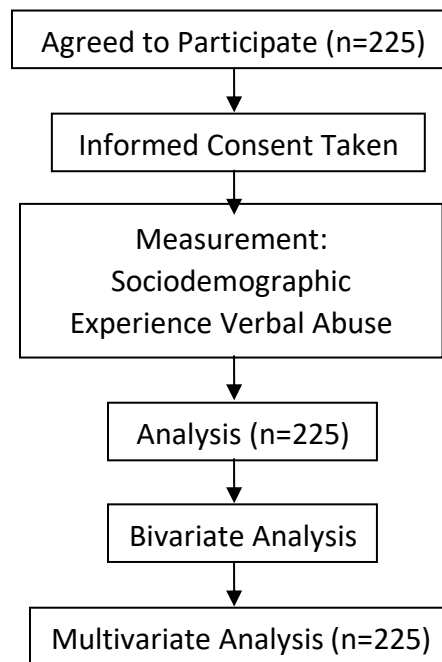 Agreed to Participate (n=225)
Informed Consent Taken
Measurement:
Sociodemographic
Experience Verbal Abuse
Analysis (n=225)
Bivariate Analysis
Multivariate Analysis (n=225)